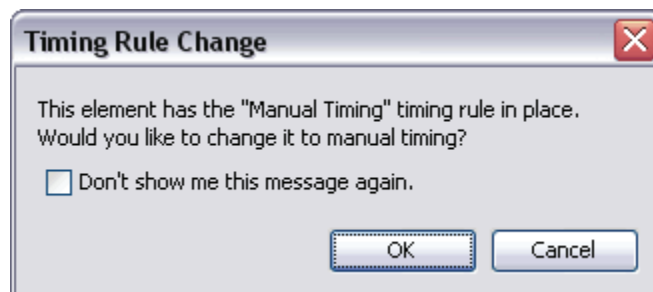 Timing Rule Change
This element has the "Manual Timing" timing rule in place.
Would you like to change it to manual timing?
Don't show me this message again.
OK Cancel